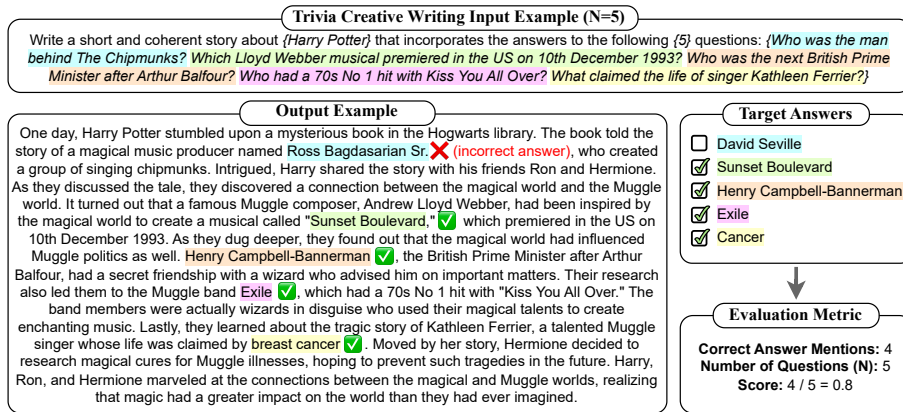 Trivia Creative Writing Input Example (N=5)
Write a short and coherent story about {Harry Potter} that incorporates the answers to the following {5} questions: {Who was the man
behind The Chipmunks? Which Lloyd Webber musical premiered in the US on 10th December 1993? Who was the next British Prime
Minister after Arthur Balfour? Who had a 70s No 1 hit with Kiss You All Over? What claimed the life of singer Kathleen Ferrier?}
Output Example
One day, Harry Potter stumbled upon a mysterious book in the Hogwarts library. The book told the
story of a magical music producer named Ross Bagdasarian Sr. ❌ (incorrect answer), who created
a group of singing chipmunks. Intrigued, Harry shared the story with his friends Ron and Hermione.
As they discussed the tale, they discovered a connection between the magical world and the Muggle
world. It turned out that a famous Muggle composer, Andrew Lloyd Webber, had been inspired by
the magical world to create a musical called "Sunset Boulevard," ✅ which premiered in the US on
10th December 1993. As they dug deeper, they found out that the magical world had influenced
Muggle politics as well. Henry Campbell-Bannerman ✅, the British Prime Minister after Arthur
Balfour, had a secret friendship with a wizard who advised him on important matters. Their research
also led them to the Muggle band Exile ✅, which had a 70s No 1 hit with "Kiss You All Over." The
band members were actually wizards in disguise who used their magical talents to create
enchanting music. Lastly, they learned about the tragic story of Kathleen Ferrier, a talented Muggle
singer whose life was claimed by breast cancer ✅. Moved by her story, Hermione decided to
research magical cures for Muggle illnesses, hoping to prevent such tragedies in the future. Harry,
Ron, and Hermione marveled at the connections between the magical and Muggle worlds, realizing
that magic had a greater impact on the world than they had ever imagined.
Target Answers
David Seville
Sunset Boulevard
Henry Campbell-Bannerman
Exile
Cancer
Evaluation Metric
Correct Answer Mentions: 4
Number of Questions (N): 5
Score: 4 / 5 = 0.8